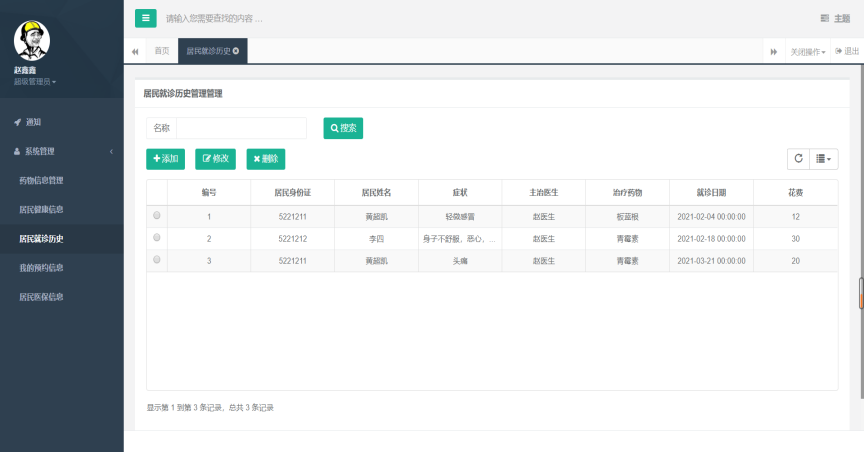 请输入您需要查找的内容 …
主题
赵鑫鑫
超级管理员
首页
居民就诊历史
关闭操作
退出
通知
系统管理
药物信息管理
居民健康信息
居民就诊历史
我的预约信息
居民医保信息
居民就诊历史管理管理
名称
搜索
添加 修改 删除
编号 居民身份证 居民姓名 症状 主治医生 治疗药物 就诊日期 花费
1 5221211 黄韶凯 轻微感冒 赵医生 板蓝根 2021-02-04 00:00:00 12
2 5221212 李四 身子不舒服，恶心，... 赵医生 青霉素 2021-02-18 00:00:00 30
3 5221211 黄韶凯 头痛 赵医生 青霉素 2021-03-21 00:00:00 20
显示第 1 到第 3 条记录，总共 3 条记录